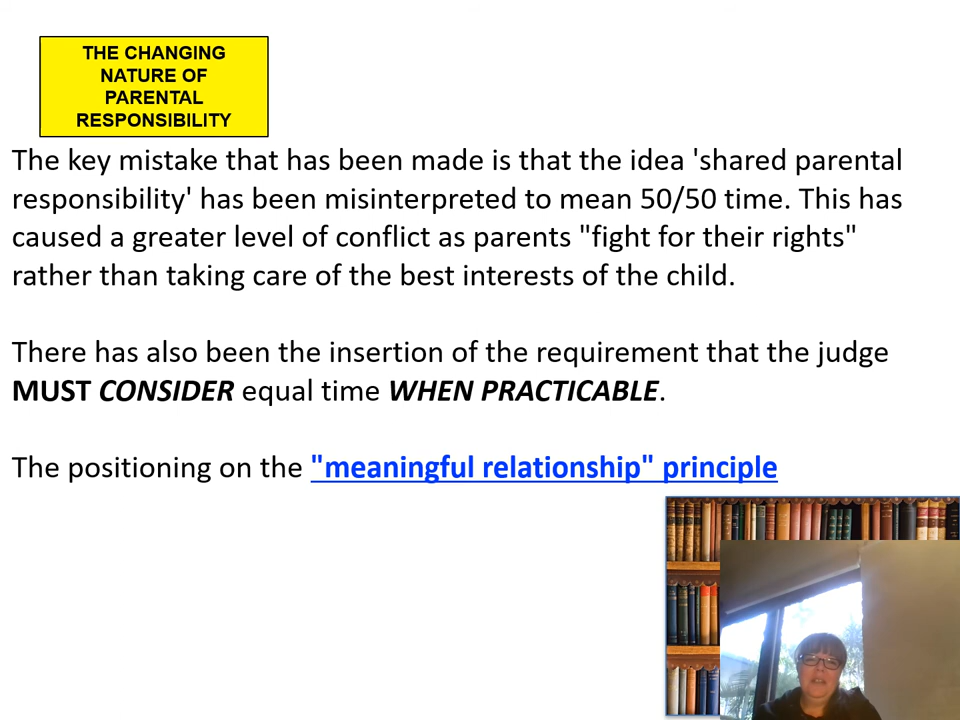 THE CHANGING
NATURE OF
PARENTAL
RESPONSIBILITY
The key mistake that has been made is that the idea 'shared parental
responsibility' has been misinterpreted to mean 50/50 time. This has
caused a greater level of conflict as parents "fight for their rights"
rather than taking care of the best interests of the child.
There has also been the insertion of the requirement that the judge
MUST CONSIDER equal time WHEN PRACTICABLE.
The positioning on the "meaningful relationship" principle